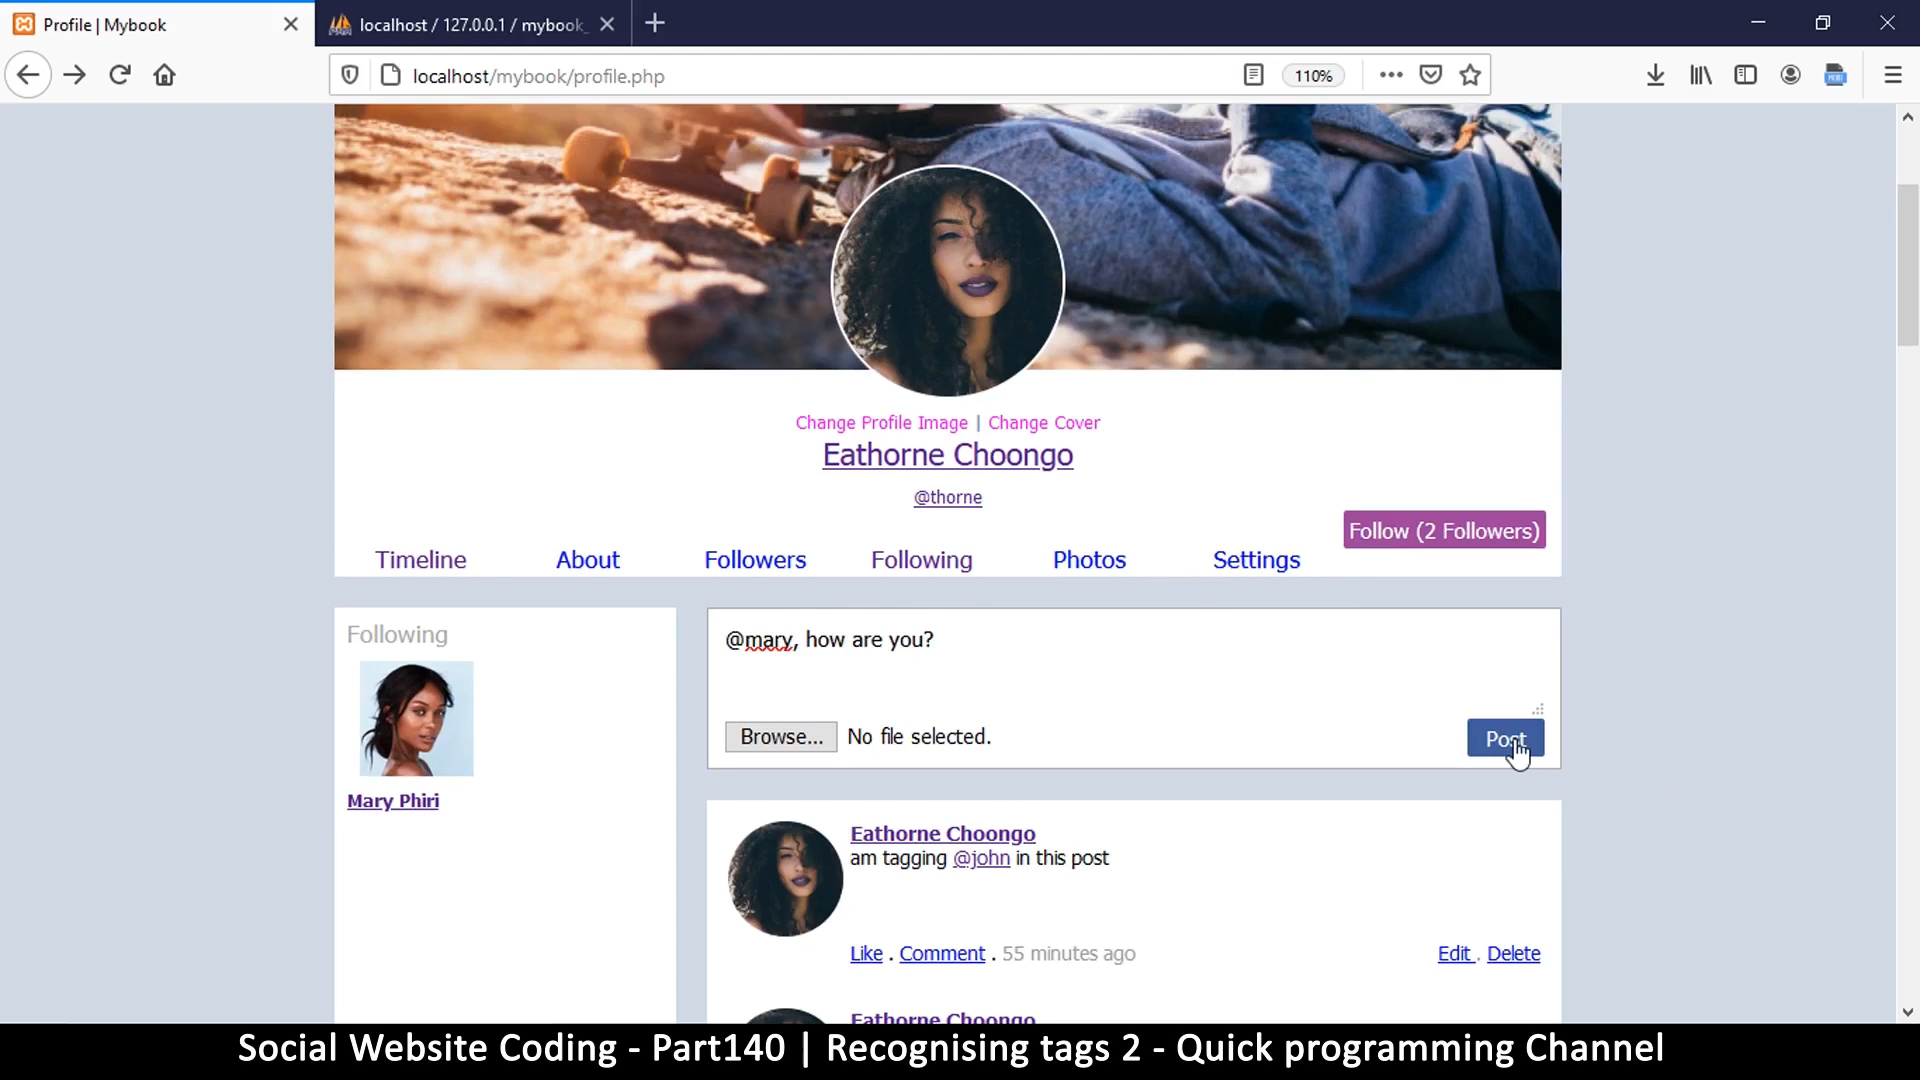 Profile | Mybook
localhost / 127.0.0.1 / mybook_
localhost/mybook/profile.php
110%
Change Profile Image | Change Cover
Eathorne Choongo
@thorne
Follow (2 Followers)
Timeline About Followers Following Photos Settings
Following
Mary Phiri
@mary, how are you?
Browse... No file selected.
Post
Eathorne Choongo
am tagging @john in this post
Like . Comment . 55 minutes ago
Edit . Delete
Eathorne Choongo
Social Website Coding - Part140 | Recognising tags 2 - Quick programming Channel